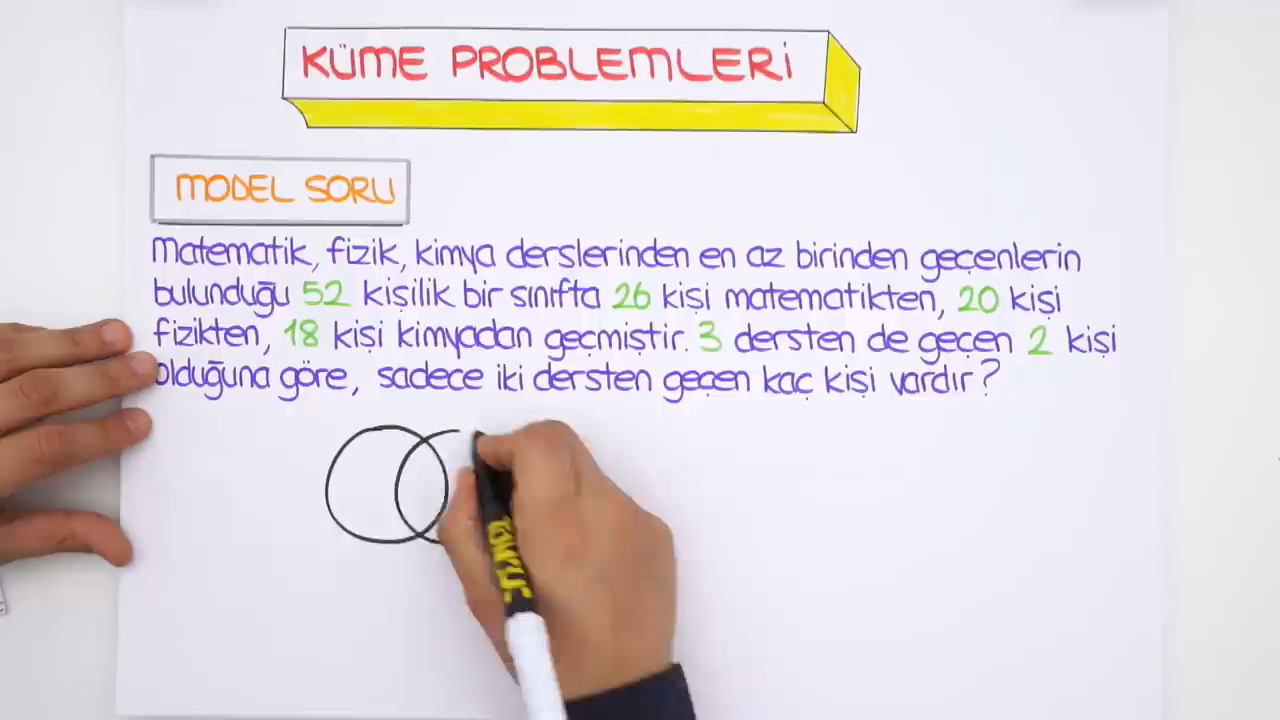 KÜME PROBLEMLERİ
MODEL SORU
Matematik, fizik, kimya derslerinden en az birinden geçenlerin
bulunduğu 52 kişilik bir sınıfta 26 kişi matematikten, 20 kişi
fizikten, 18 kişi kimyadan geçmiştir. 3 dersten de geçen 2 kişi
olduğuna göre, sadece iki dersten geçen kaç kişi vardır?